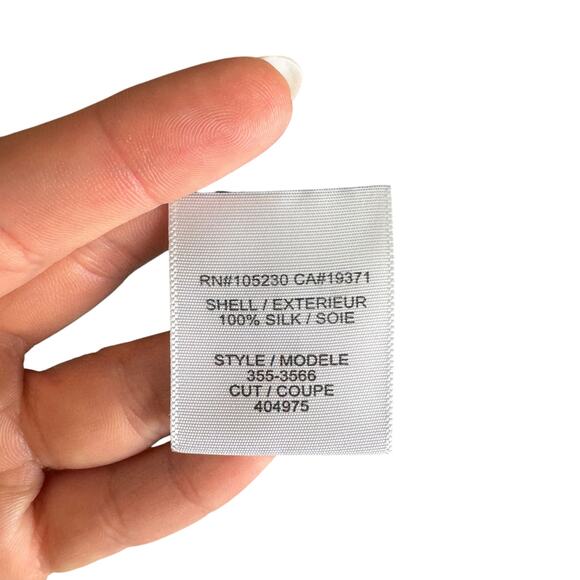 RN#105230 CA#19371
SHELL / EXTERIEUR
100% SILK / SOIE
STYLE / MODELE
355-3566
CUT / COUPE
404975